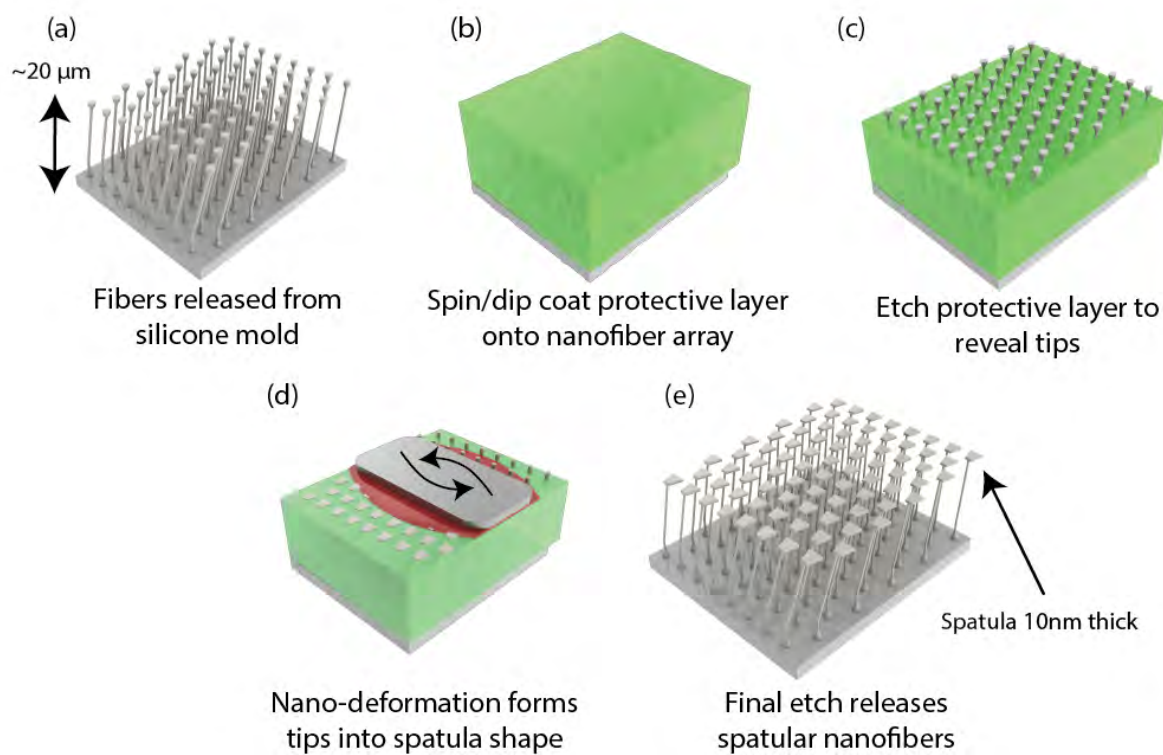 (a)
~20 µm
Fibers released from
silicone mold
(b)
Spin/dip coat protective layer
onto nanofiber array
(c)
Etch protective layer to
reveal tips
(d)
Nano-deformation forms
tips into spatula shape
(e)
Spatula 10nm thick
Final etch releases
spatular nanofibers